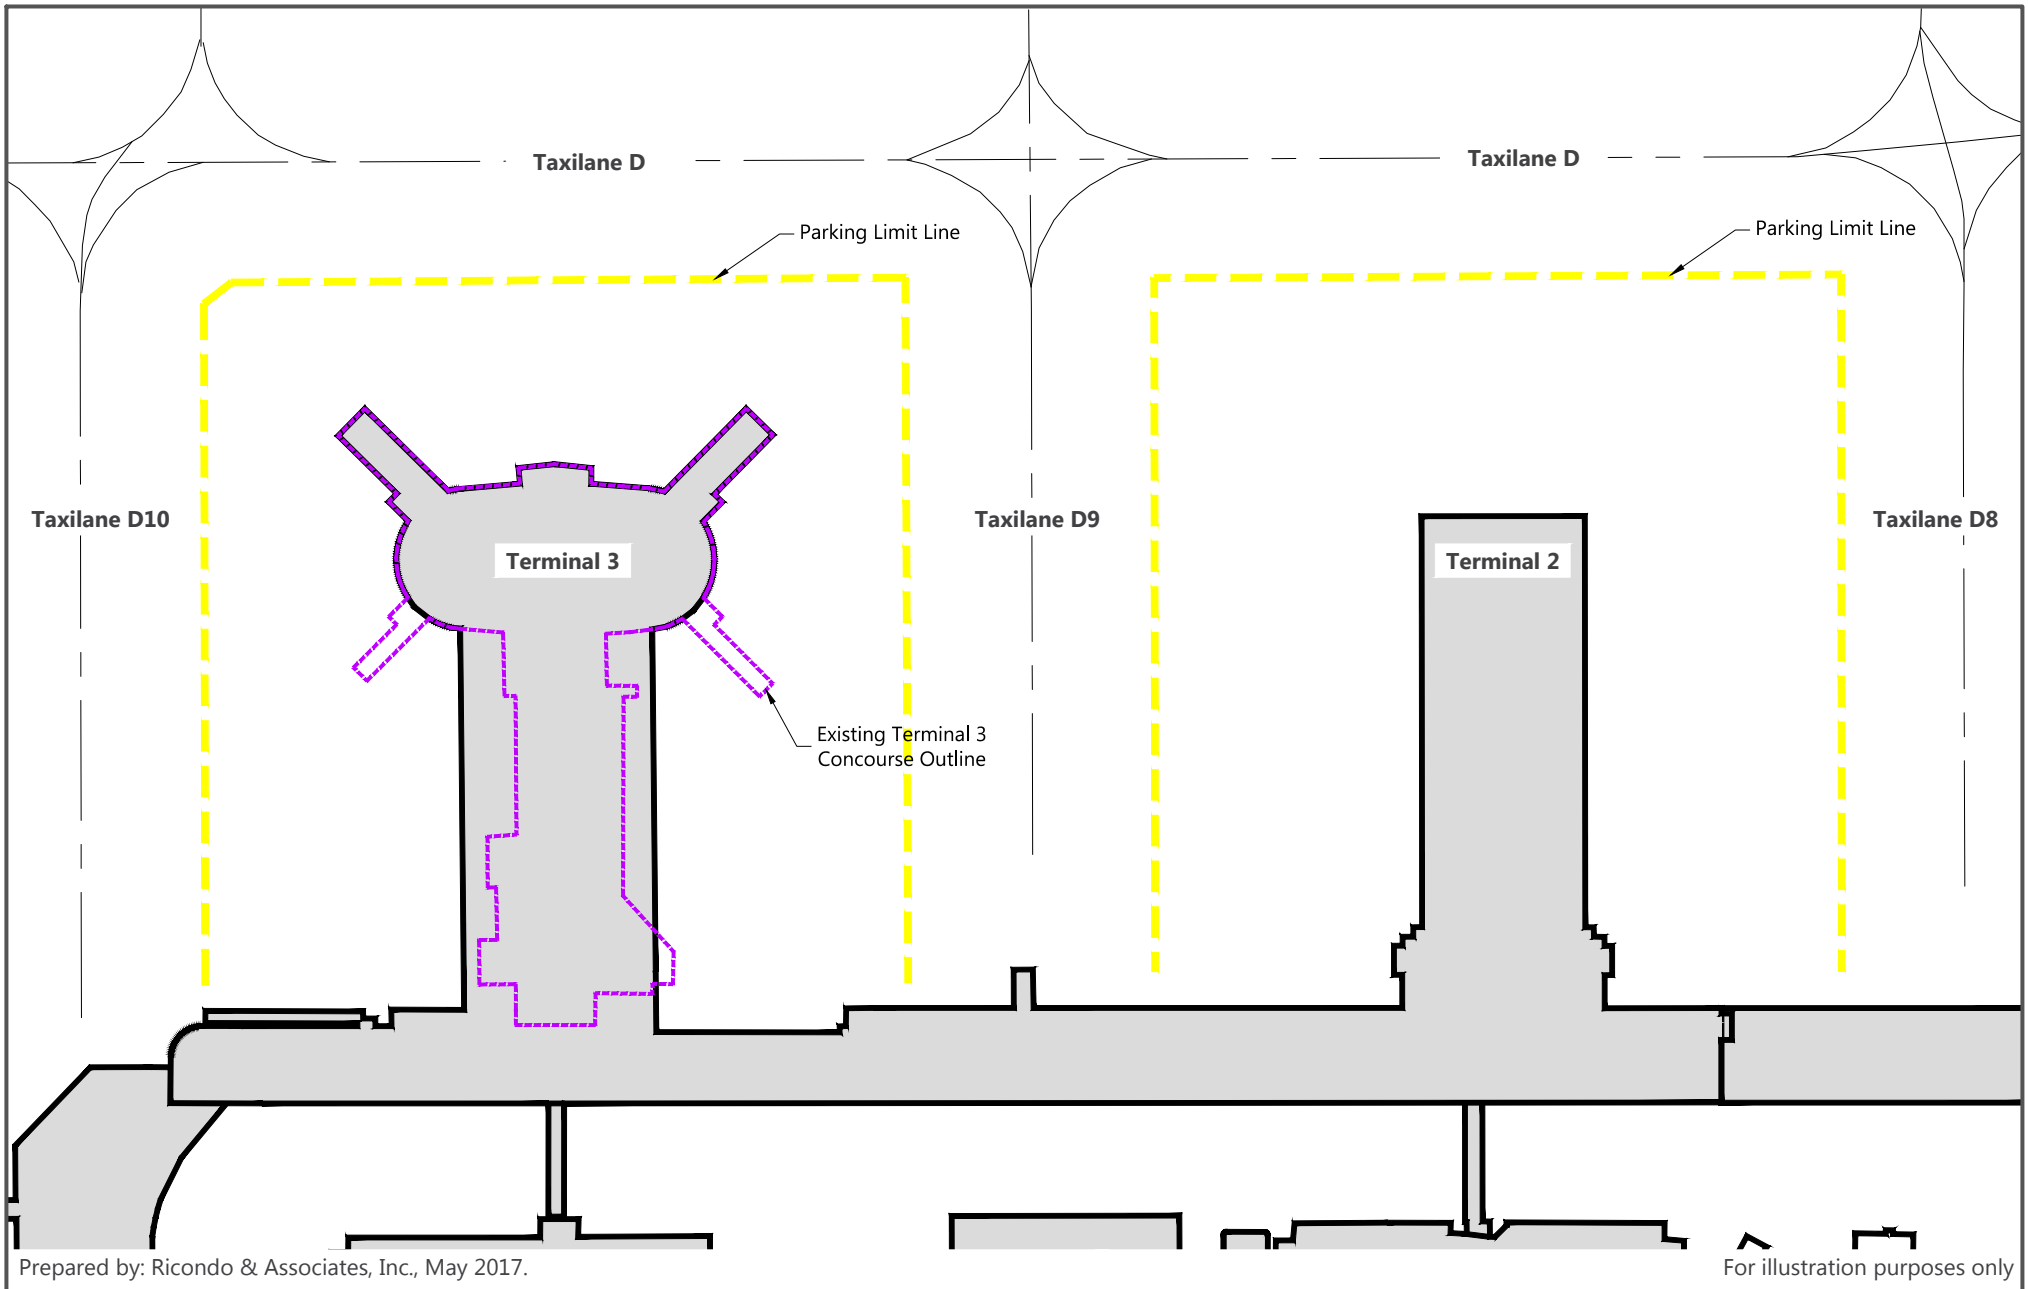 Taxilane D
Taxilane D
Parking Limit Line
Parking Limit Line
Taxilane D10
Taxilane D9
Taxilane D8
Terminal 3
Terminal 2
Existing Terminal 3
Concourse Outline
Prepared by: Ricondo & Associates, Inc., May 2017.
For illustration purposes only